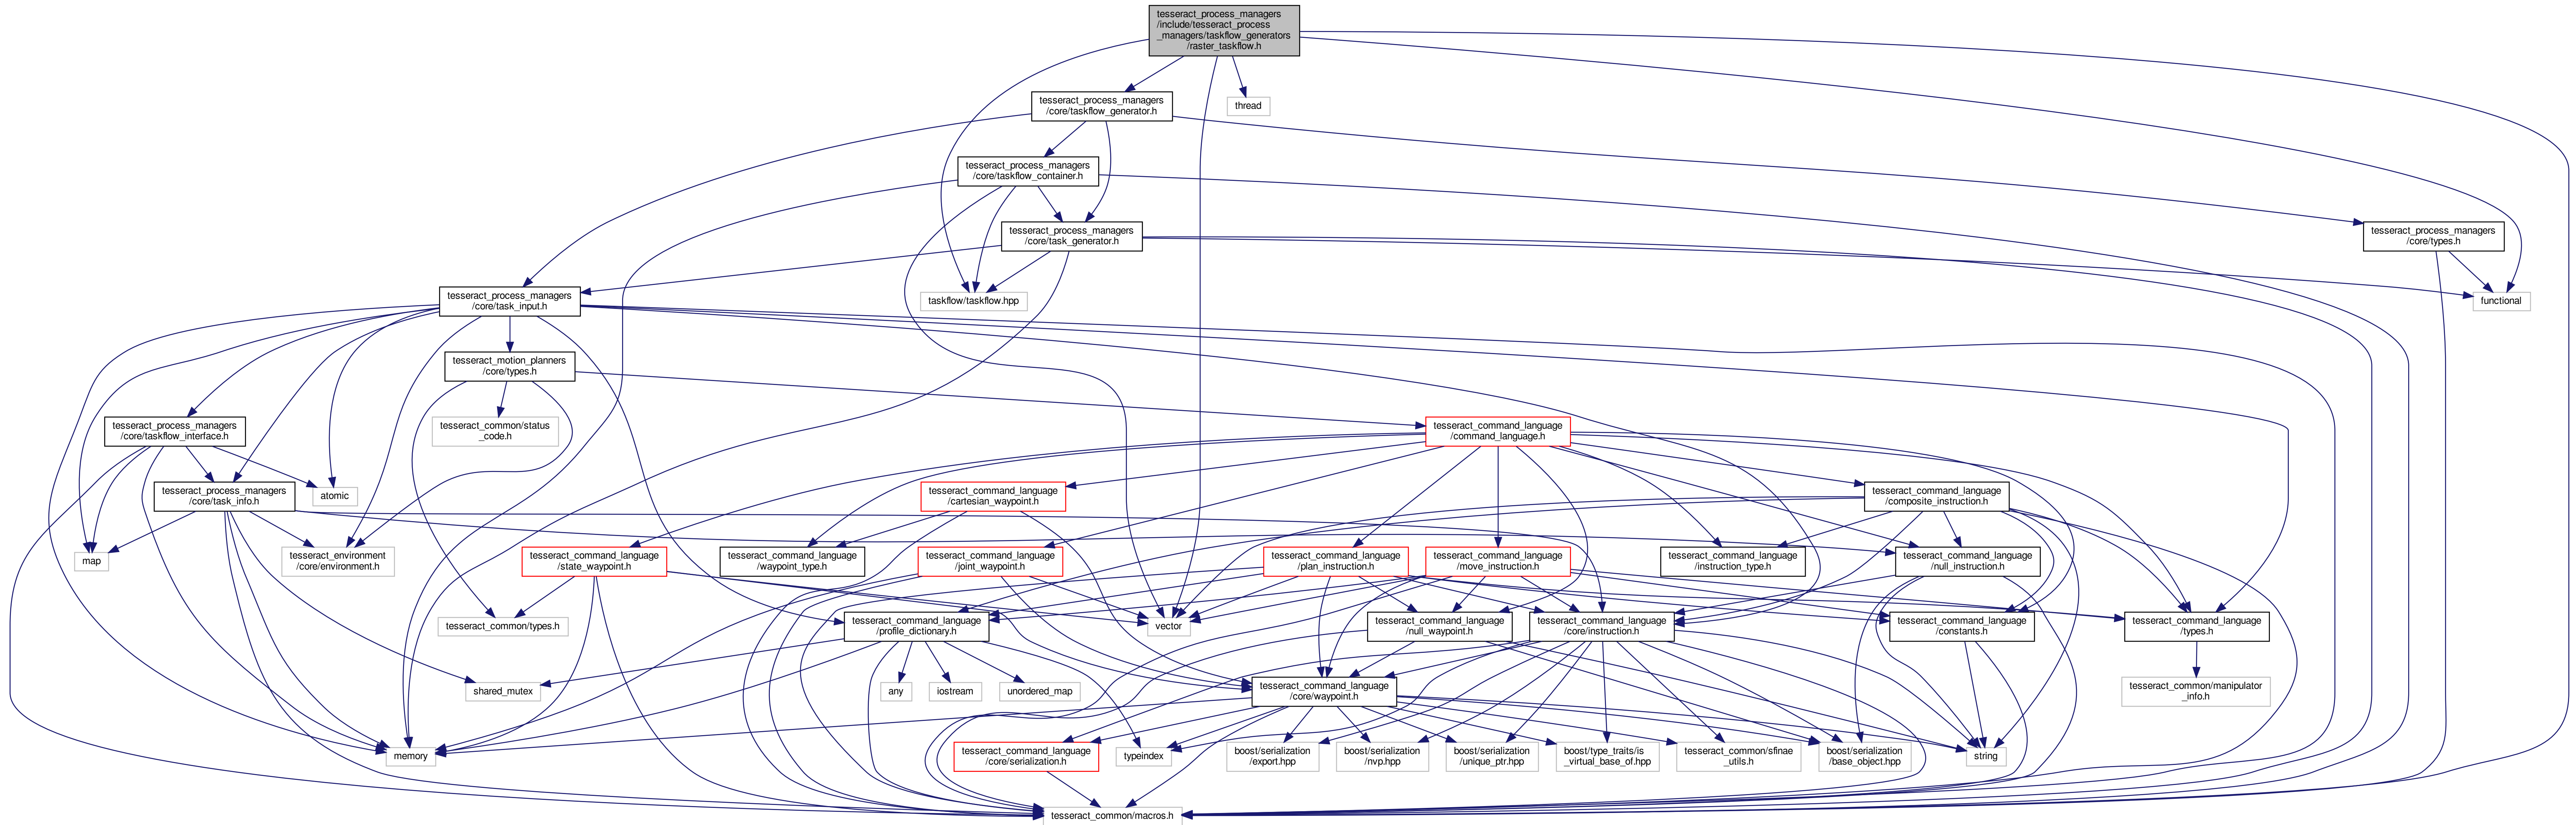 tesseract_process_managers
/include/tesseract_process
_managers/taskflow_generators
/raster_taskflow.h
tesseract_process_managers
/core/taskflow_generator.h
thread
tesseract_process_managers
/core/taskflow_container.h
tesseract_process_managers
/core/task_generator.h
tesseract_process_managers
/core/types.h
tesseract_process_managers
/core/task_input.h
taskflow/taskflow.hpp
functional
tesseract_motion_planners
/core/types.h
tesseract_process_managers
/core/taskflow_interface.h
tesseract_common/status
_code.h
tesseract_command_language
/command_language.h
tesseract_process_managers
/core/task_info.h
atomic
tesseract_command_language
/cartesian_waypoint.h
tesseract_command_language
/composite_instruction.h
map
tesseract_environment
/core/environment.h
tesseract_command_language
/state_waypoint.h
tesseract_command_language
/waypoint_type.h
tesseract_command_language
/joint_waypoint.h
tesseract_command_language
/plan_instruction.h
tesseract_command_language
/move_instruction.h
tesseract_command_language
/instruction_type.h
tesseract_command_language
/null_instruction.h
tesseract_common/types.h
tesseract_command_language
/profile_dictionary.h
vector
tesseract_command_language
/null_waypoint.h
tesseract_command_language
/core/instruction.h
tesseract_command_language
/constants.h
tesseract_command_language
/types.h
shared_mutex
any
iostream
unordered_map
tesseract_command_language
/core/waypoint.h
tesseract_common/manipulator
_info.h
memory
tesseract_command_language
/core/serialization.h
typeindex
boost/serialization
/export.hpp
boost/serialization
/nvp.hpp
boost/serialization
/unique_ptr.hpp
boost/type_traits/is
_virtual_base_of.hpp
tesseract_common/sfinae
_utils.h
boost/serialization
/base_object.hpp
string
tesseract_common/macros.h